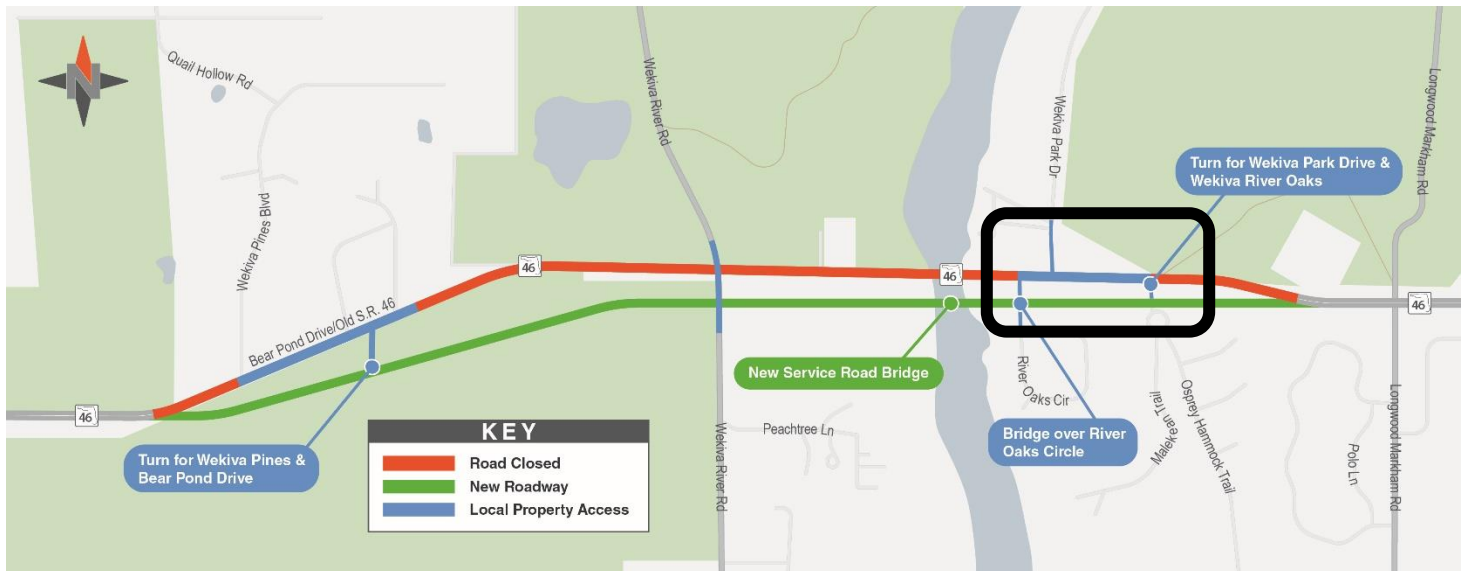 N
Quail Hollow Rd
Wekiva River Rd
Wekiva Park Dr
Longwood Markham Rd
Turn for Wekiva Park Drive &
Wekiva River Oaks
Wekiva Pines Blvd
46
46
46
Bear Pond Drive/Old S.R. 46
New Service Road Bridge
River Oaks Cir
Malekean Trail
Osprey Hammock Trail
46
KEY
Road Closed
New Roadway
Local Property Access
Turn for Wekiva Pines &
Bear Pond Drive
Wekiva River Rd
Peachtree Ln
Bridge over River
Oaks Circle
Polo Ln
Longwood Markham Rd